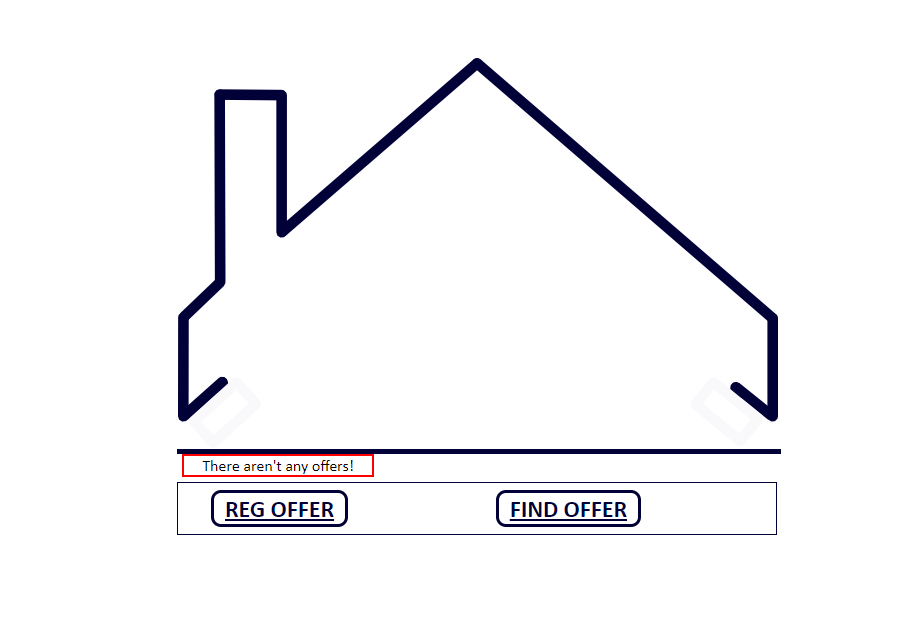 There aren't any offers!
REG OFFER
FIND OFFER